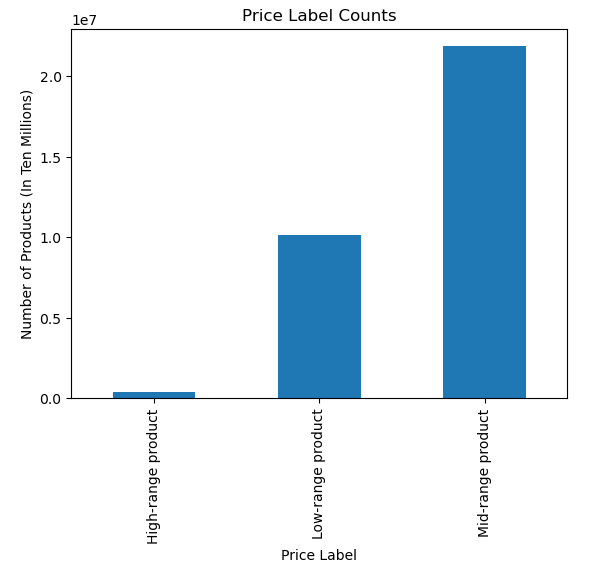 Price Label Counts
1e7
Number of Products (In Ten Millions)
2.0
1.5
1.0
0.5
0.0
High-range product
Low-range product
Mid-range product
Price Label